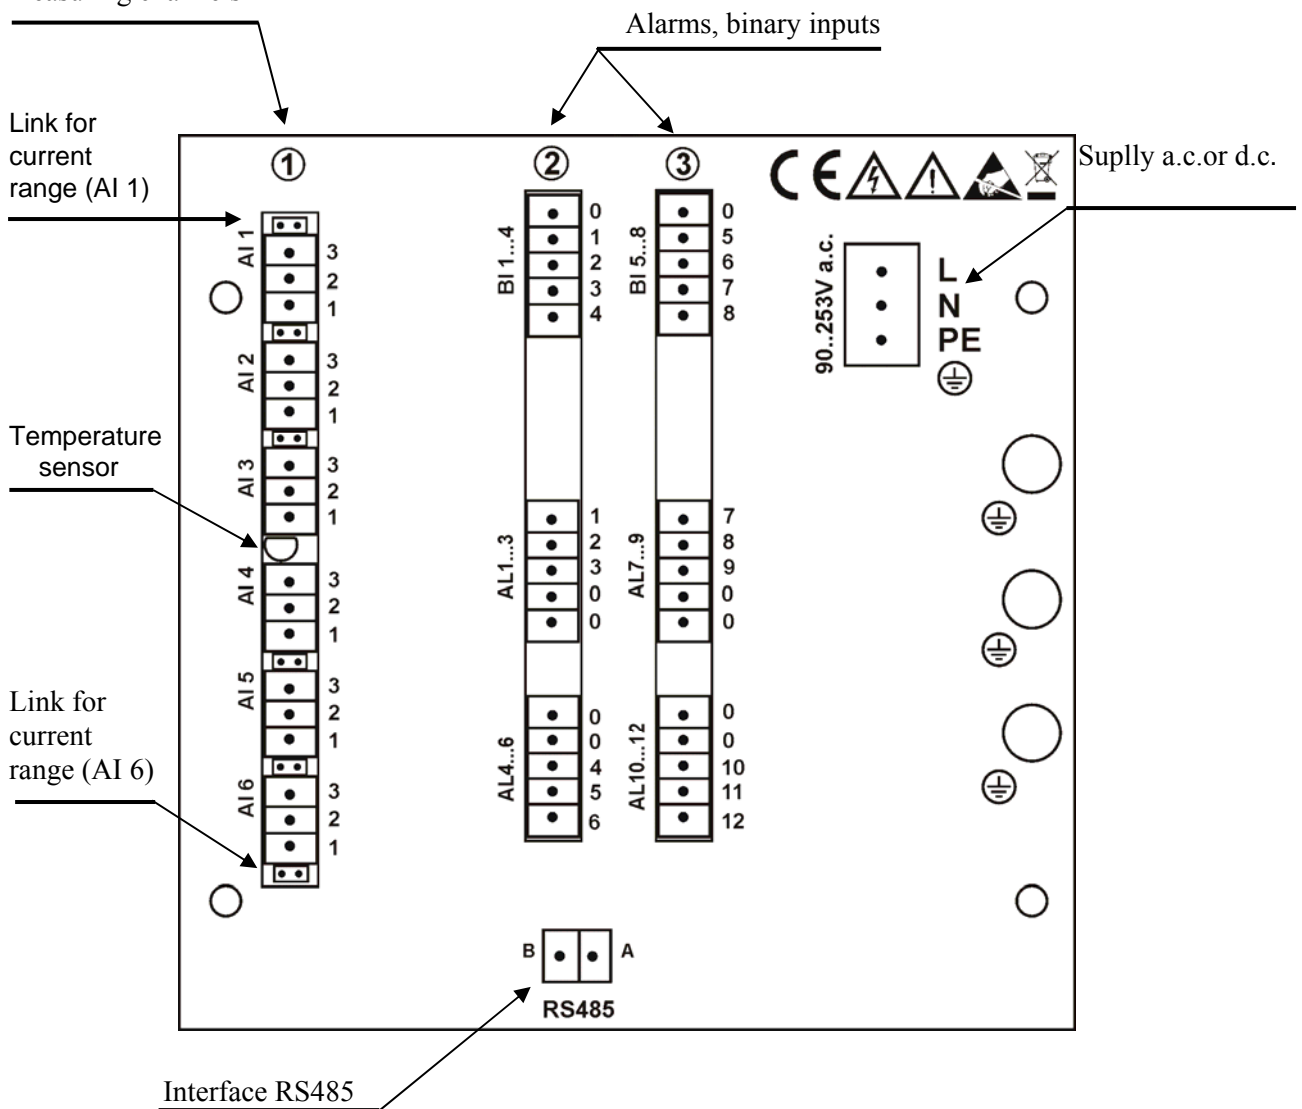 Alarms, binary inputs
Link for
current
range (AI 1)
Suplly a.c.or d.c.
1
2
3
AI 1
3
2
1
AI 2
3
2
1
AI 3
3
2
1
AI 4
3
2
1
AI 5
3
2
1
AI 6
3
2
1
Temperature
sensor
Link for
current
range (AI 6)
BI 1...4
0
1
2
3
4
AL1...3
1
2
3
0
0
AL4...6
0
0
4
5
6
BI 5...8
0
5
6
7
8
AL7...9
7
8
9
0
0
AL10...12
0
0
10
11
12
CE
90..253V a.c.
L
N
PE
B
A
RS485
Interface RS485